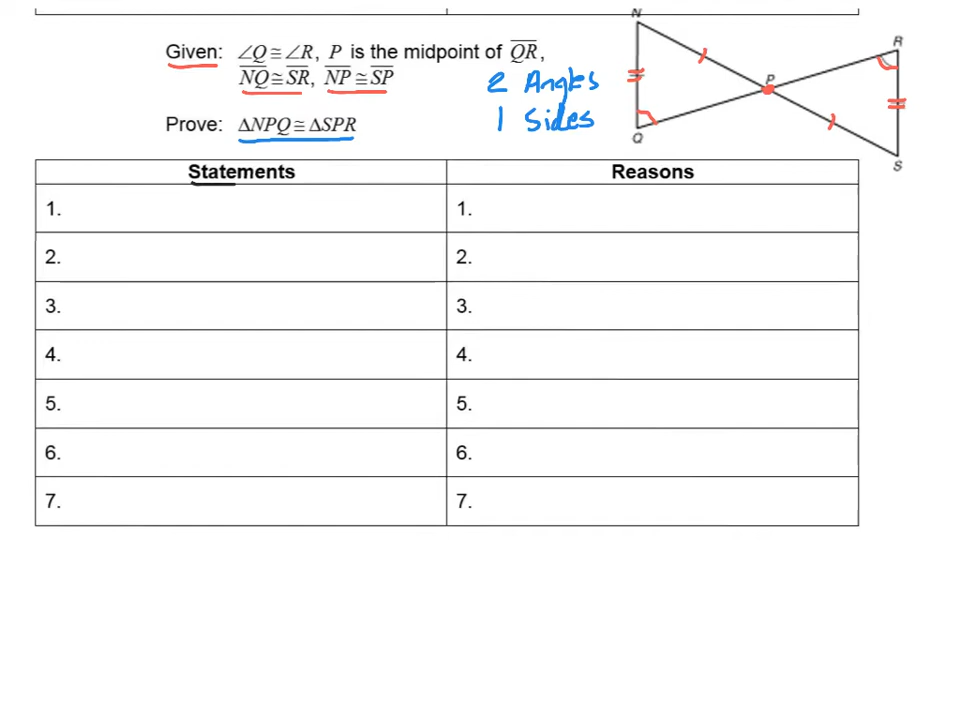 Given: ∠Q ≅ ∠R, P is the midpoint of QR,
NQ ≅ SR, NP ≅ SP
2 Angles
1 Sides
Prove: ΔNPQ ≅ ΔSPR
N
R
P
Q
S
Statements Reasons
1. 1.
2. 2.
3. 3.
4. 4.
5. 5.
6. 6.
7. 7.